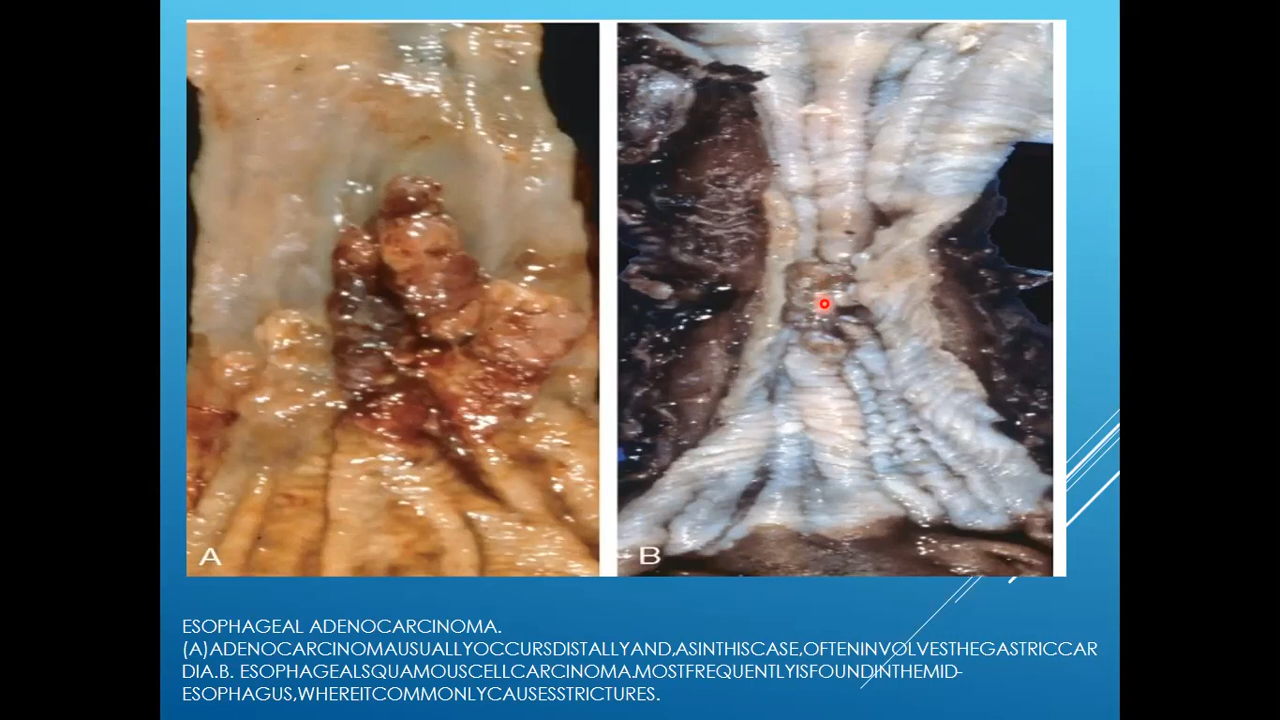 A
B
ESOPHAGEAL ADENOCARCINOMA.
(A)ADENOCARCINOMAUSUALLYOCCURSDISTALLYAND,ASINTHISCASE,OFTENINVOLVESTHEGASTRICCAR
DIA.B. ESOPHAGEALSQUAMOUSCELLCARCINOMA.MOSTFREQUENTLYISFOUNDINTHEMID-
ESOPHAGUS,WHEREITCOMMONLYCAUSESSTRICTURES.